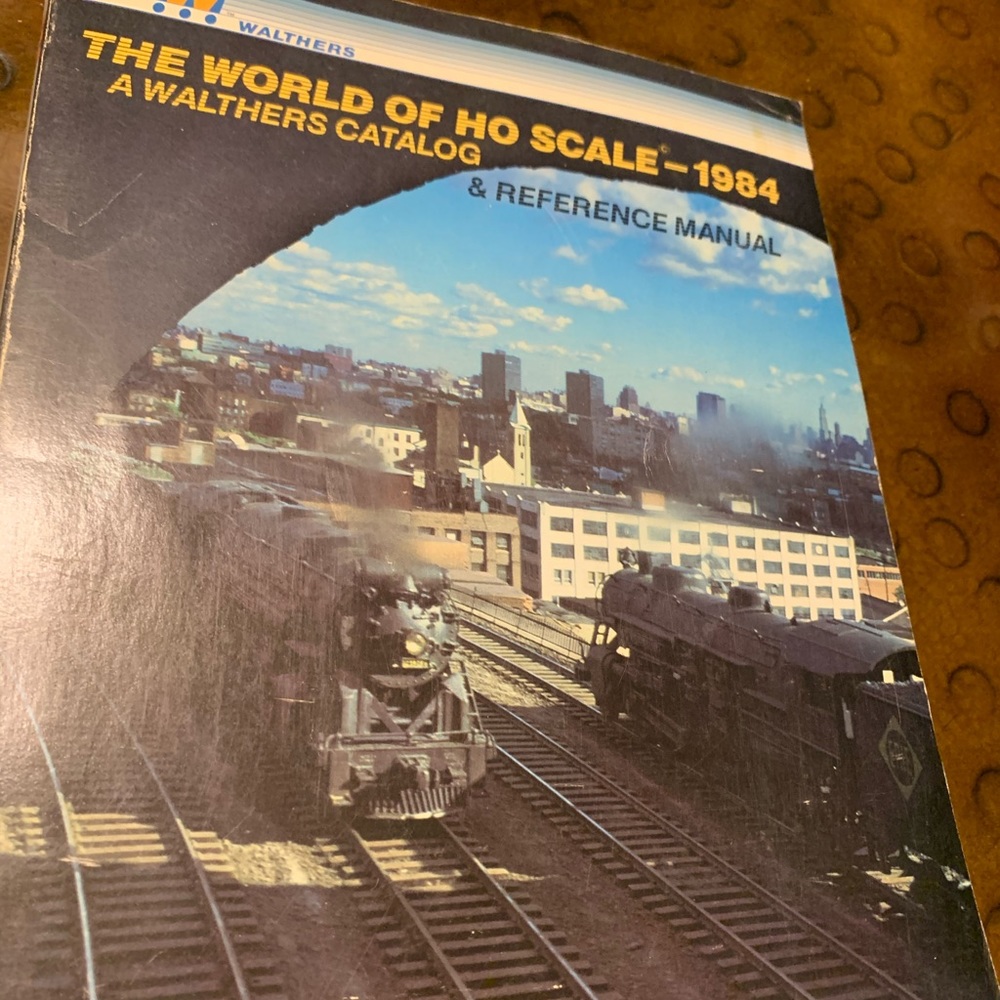 WALTHERS
THE WORLD OF HO SCALE©–1984
A WALTHERS CATALOG
& REFERENCE MANUAL